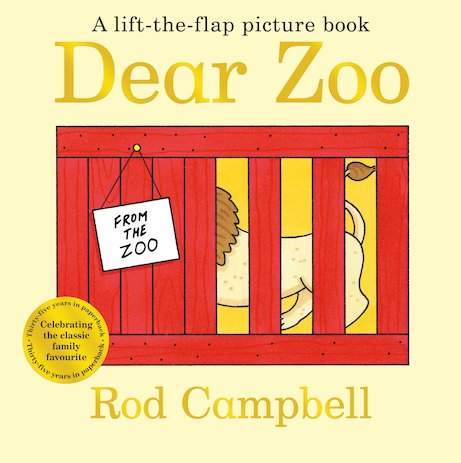 A lift-the-flap picture book
Dear Zoo
FROM
THE
ZOO
Thirty-five years in paperback
Celebrating
the classic
family
favourite
Thirty-five years in paperback
Rod Campbell